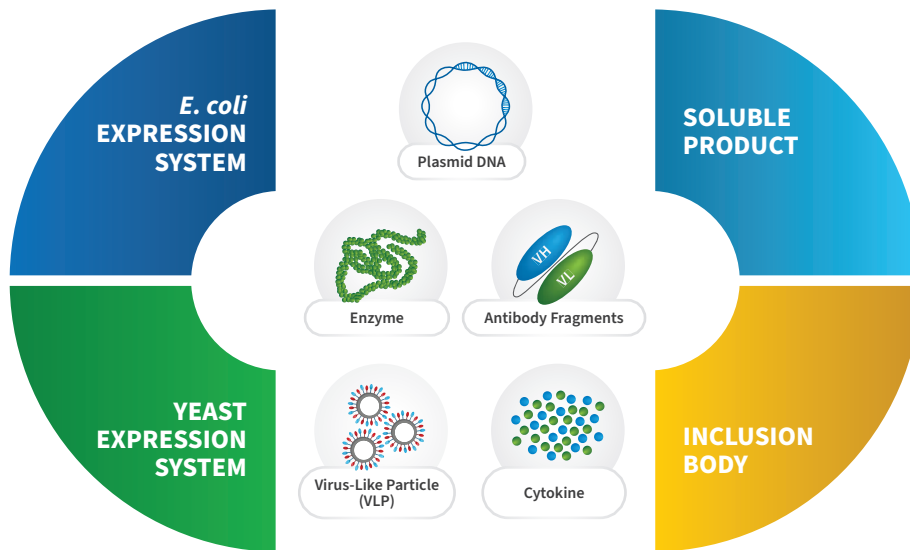 E. coli
EXPRESSION
SYSTEM
Plasmid DNA
SOLUBLE
PRODUCT
VH
VL
Enzyme
Antibody Fragments
YEAST
EXPRESSION
SYSTEM
Virus-Like Particle
(VLP)
Cytokine
INCLUSION
BODY